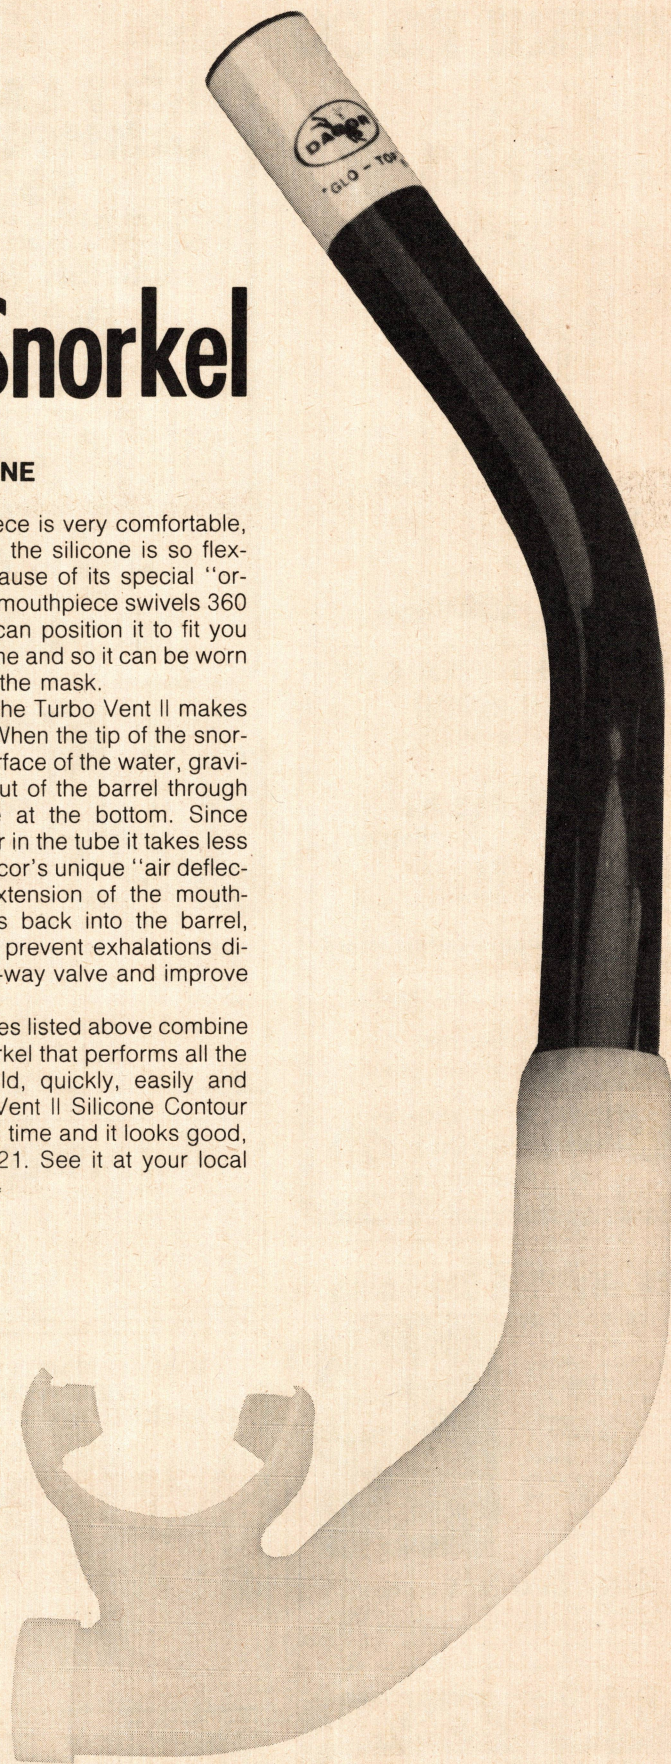 DACOR
"GLO - TOP"
Snorkel
NE
ece is very comfortable,
the silicone is so flex-
ause of its special "or-
mouthpiece swivels 360
can position it to fit you
ne and so it can be worn
the mask.
he Turbo Vent II makes
When the tip of the snor-
rface of the water, gravi-
ut of the barrel through
e at the bottom. Since
r in the tube it takes less
cor's unique "air deflec-
xtension of the mouth-
s back into the barrel,
prevent exhalations di-
-way valve and improve
es listed above combine
rkel that performs all the
ld, quickly, easily and
Vent II Silicone Contour
time and it looks good,
21. See it at your local